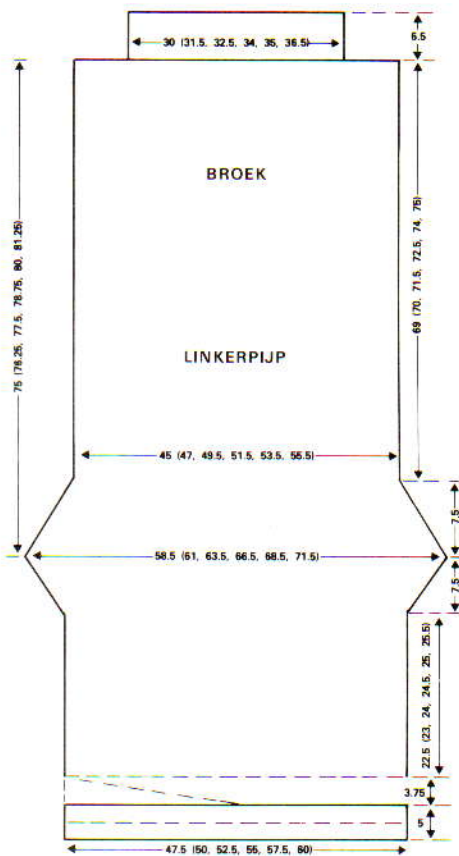 30 (31.5, 32.5, 34, 35, 36.5)
6.5
BROEK
75 (76.25, 77.5, 78.75, 80, 81.25)
69 (70, 71.5, 72.5, 74, 75)
LINKERPIJP
45 (47, 49.5, 51.5, 53.5, 55.5)
7.5
58.5 (61, 63.5, 66.5, 68.5, 71.5)
7.5
22.5 (23, 24, 24.5, 25, 25.5)
3.75
5
47.5 (50, 52.5, 55, 57.5, 60)